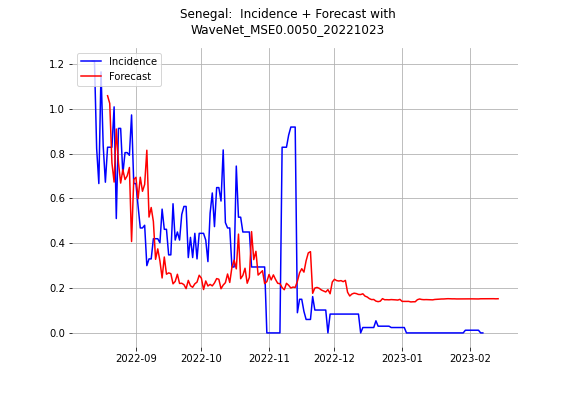 Senegal:  Incidence + Forecast with
WaveNet_MSE0.0050_20221023
Incidence
Forecast
1.2
1.0
0.8
0.6
0.4
0.2
0.0
2022-09 2022-10 2022-11 2022-12 2023-01 2023-02